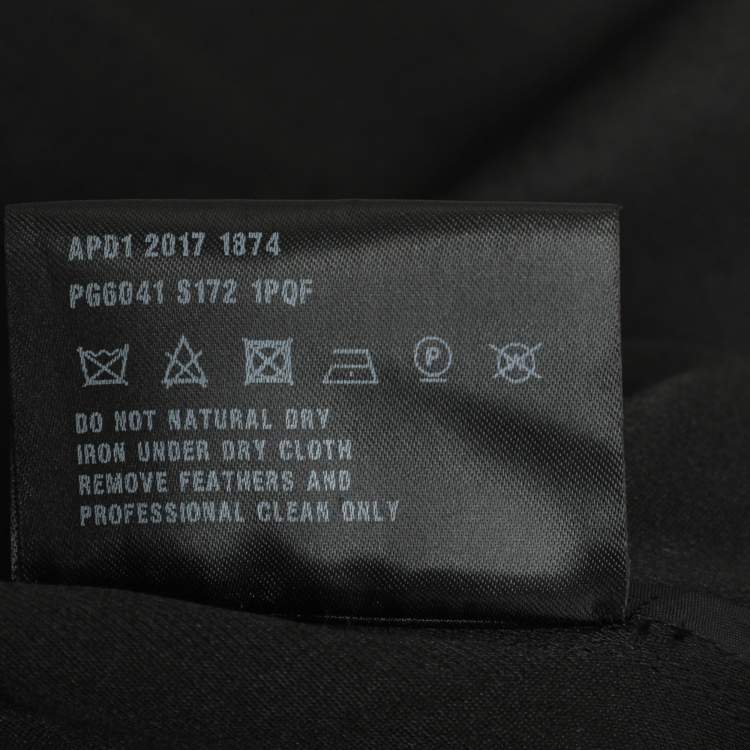 APD1 2017 1874
PG6041 S172 1PQF
P W
DO NOT NATURAL DRY
IRON UNDER DRY CLOTH
REMOVE FEATHERS AND
PROFESSIONAL CLEAN ONLY